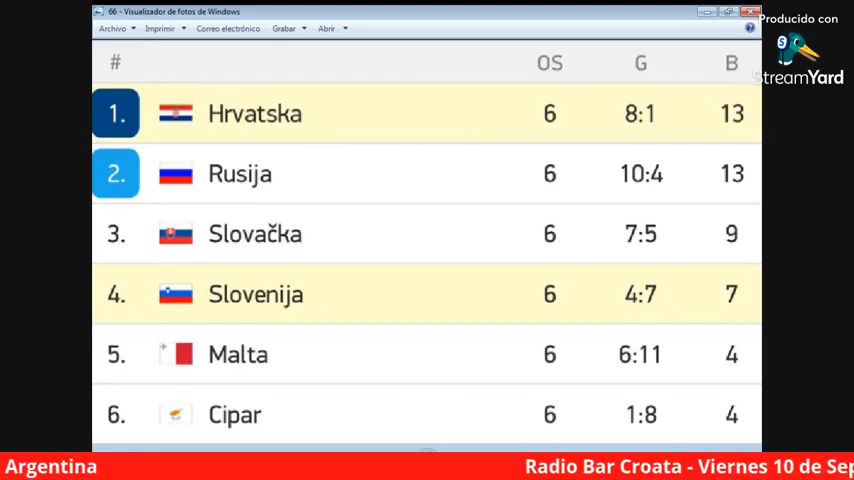 66 - Visualizador de fotos de Windows
Archivo Imprimir Correo electrónico Grabar Abrir
Producido con
StreamYard
# OS G B
1. Hrvatska 6 8:1 13
2. Rusija 6 10:4 13
3. Slovačka 6 7:5 9
4. Slovenija 6 4:7 7
5. Malta 6 6:11 4
6. Cipar 6 1:8 4
Argentina Radio Bar Croata - Viernes 10 de Sep